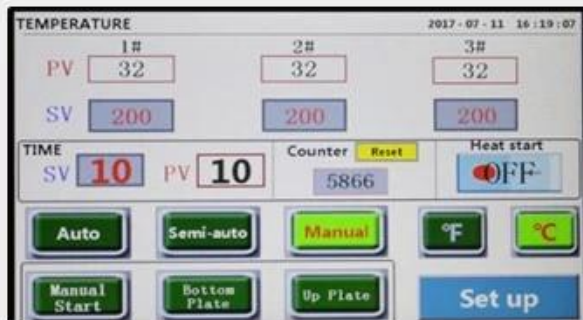 TEMPERATURE 2017-07-11 16:19:07
1# 2# 3#
PV 32 32 32
SV 200 200 200
TIME Counter Reset Heat start
SV 10 PV 10 5866 OFF
Auto Semi-auto Manual °F °C
Manual Start Bottom Plate Up Plate Set up